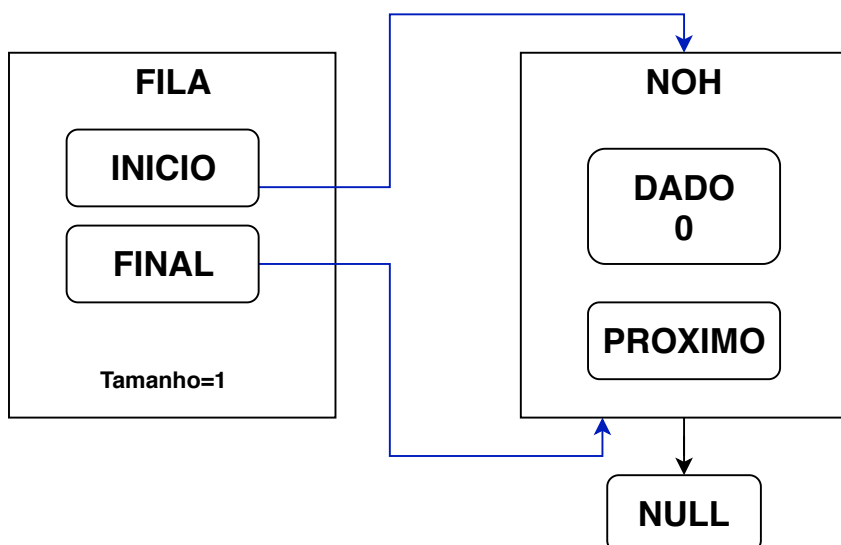 FILA
INICIO
FINAL
Tamanho=1
NOH
DADO
0
PROXIMO
NULL